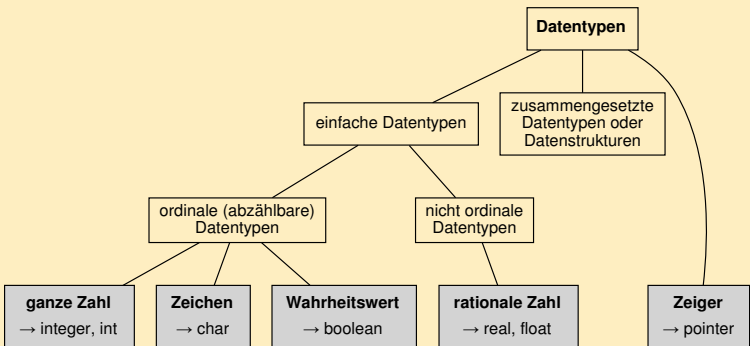 Datentypen
einfache Datentypen
zusammengesetzte
Datentypen oder
Datenstrukturen
ordinale (abzählbare)
Datentypen
nicht ordinale
Datentypen
ganze Zahl
→ integer, int
Zeichen
→ char
Wahrheitswert
→ boolean
rationale Zahl
→ real, float
Zeiger
→ pointer